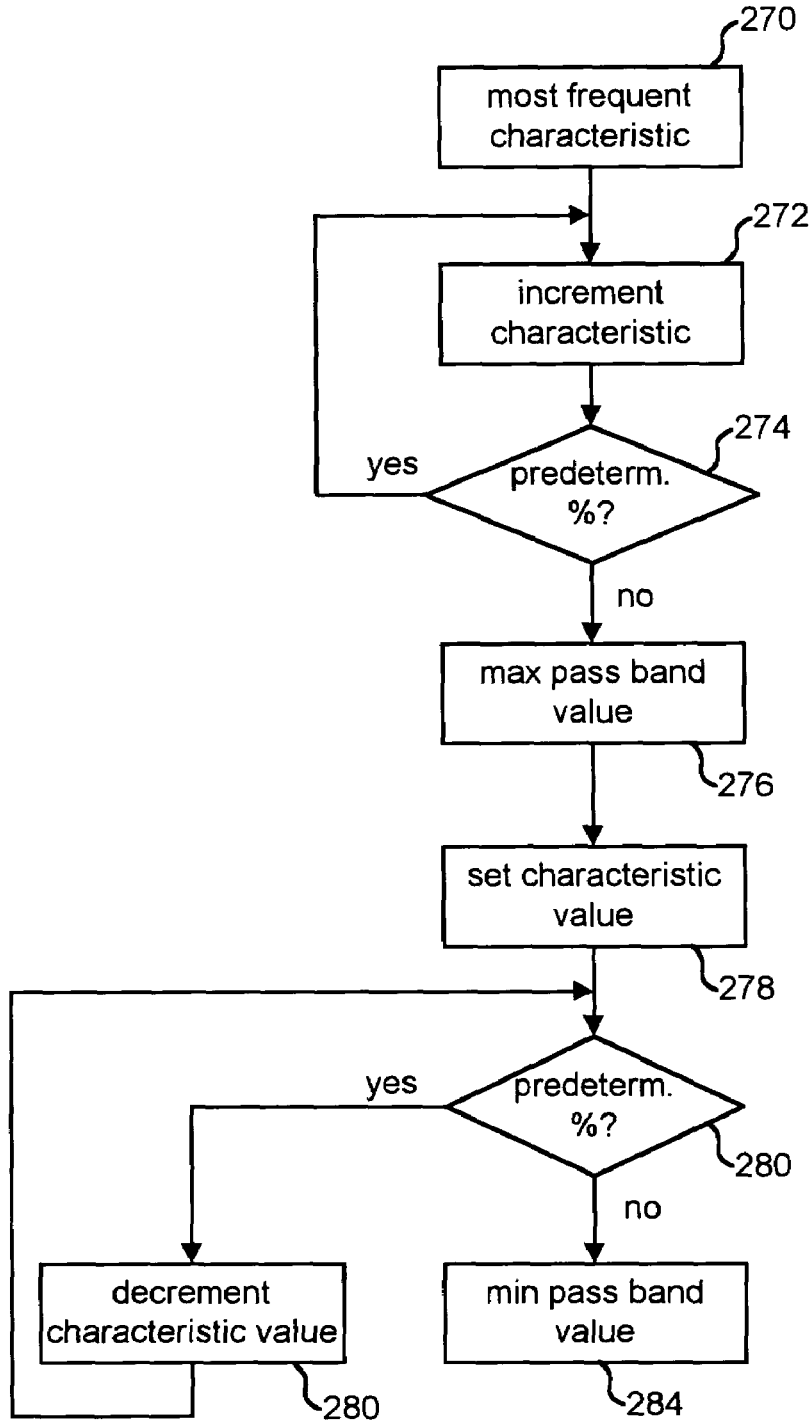 270
most frequent
characteristic
272
increment
characteristic
274
yes
predeterm.
%?
no
max pass band
value
276
set characteristic
value
278
yes
predeterm.
%?
280
no
decrement
characteristic value
280
min pass band
value
284